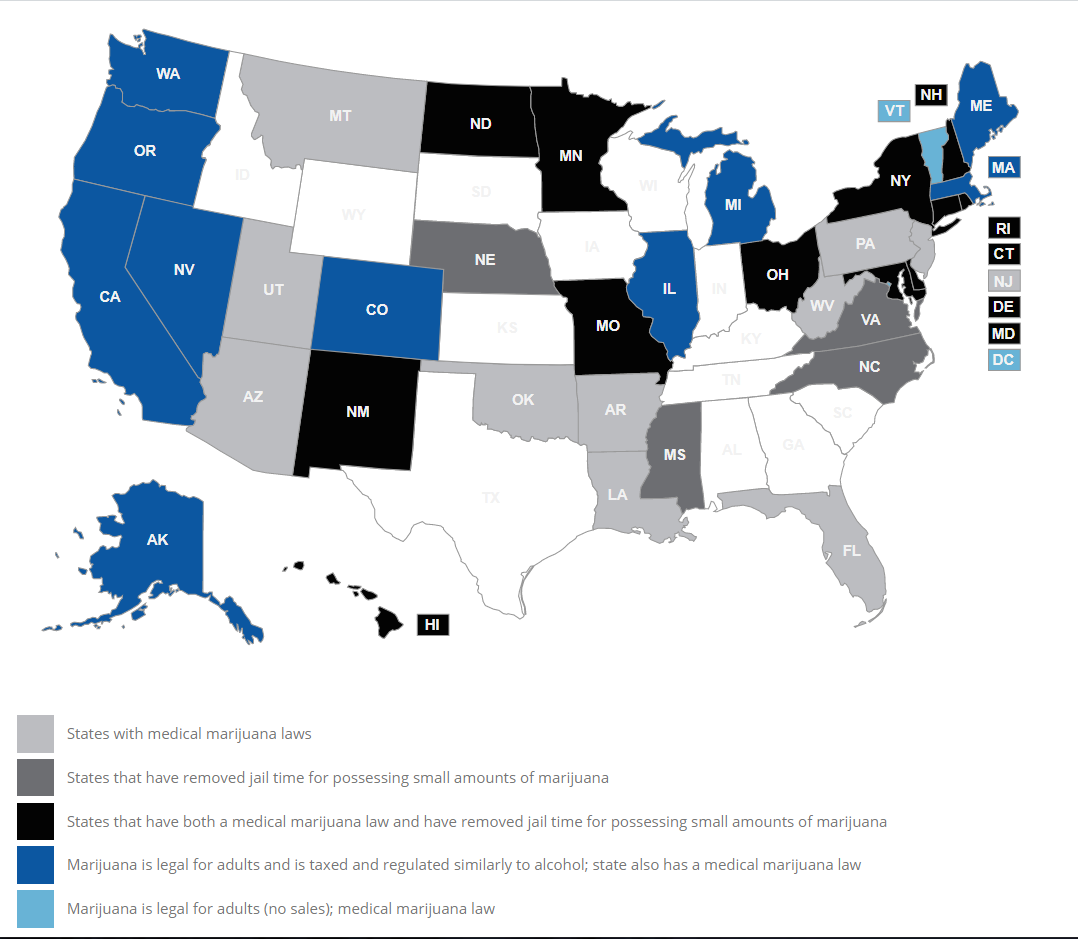 WA
MT
ND
MN
VT
NH
ME
OR
ID
SD
WI
NY
MA
WY
MI
RI
CT
NV
UT
NE
IA
PA
NJ
CA
CO
IL
IN
OH
WV
DE
KS
MO
KY
VA
MD
DC
AZ
NM
OK
AR
TN
NC
SC
MS
AL
GA
TX
LA
FL
AK
HI
States with medical marijuana laws
States that have removed jail time for possessing small amounts of marijuana
States that have both a medical marijuana law and have removed jail time for possessing small amounts of marijuana
Marijuana is legal for adults and is taxed and regulated similarly to alcohol; state also has a medical marijuana law
Marijuana is legal for adults (no sales); medical marijuana law